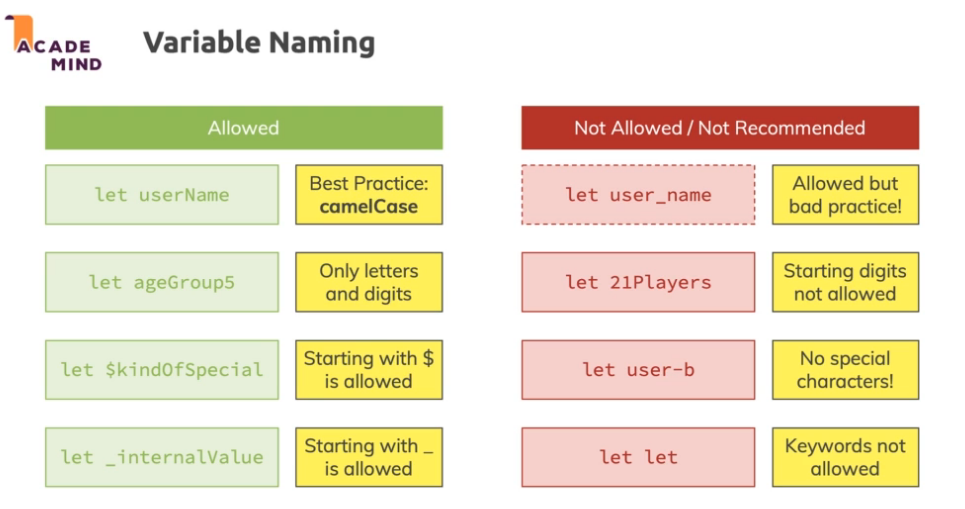 ACADE
MIND
Variable Naming
Allowed
let userName
Best Practice:
camelCase
let ageGroup5
Only letters
and digits
let $kindOfSpecial
Starting with $
is allowed
let _internalValue
Starting with _
is allowed
Not Allowed / Not Recommended
let user_name
Allowed but
bad practice!
let 21Players
Starting digits
not allowed
let user-b
No special
characters!
let let
Keywords not
allowed